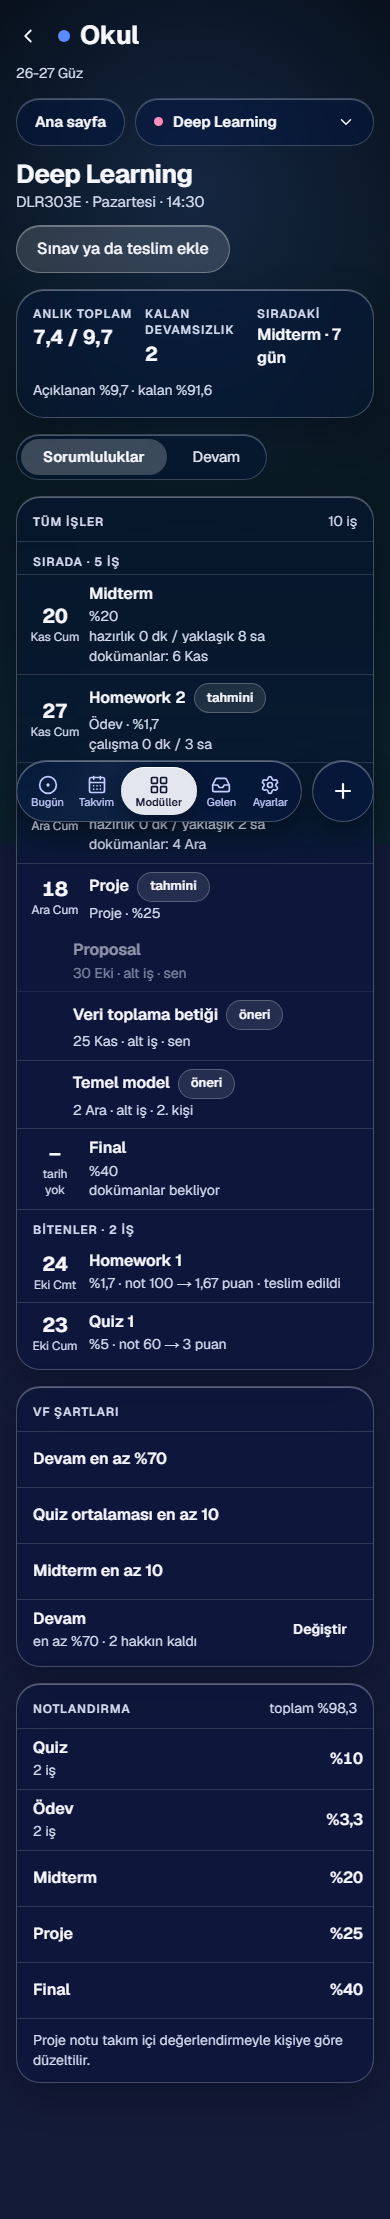 Okul
26-27 Güz
Ana sayfa
Deep Learning
Deep Learning
DLR303E · Pazartesi · 14:30
Sınav ya da teslim ekle
ANLIK TOPLAM
7,4 / 9,7
KALAN
DEVAMSIZLIK
2
SIRADAKİ
Midterm · 7
gün
Açıklanan %9,7 · kalan %91,6
Sorumluluklar
Devam
TÜM İŞLER
10 iş
SIRADA · 5 İŞ
20
Kas Cum
Midterm
%20
hazırlık 0 dk / yaklaşık 8 sa
dokümanlar: 6 Kas
27
Kas Cum
Homework 2
tahmini
Ödev · %1,7
çalışma 0 dk / 3 sa
Bugün
Takvim
Modüller
Gelen
Ayarlar
Ara Cum
hazırlık 0 dk / yaklaşık 2 sa
dokümanlar: 4 Ara
18
Ara Cum
Proje
tahmini
Proje · %25
Proposal
30 Eki · alt iş · sen
Veri toplama betiği
öneri
25 Kas · alt iş · sen
Temel model
öneri
2 Ara · alt iş · 2. kişi
–
tarih
yok
Final
%40
dokümanlar bekliyor
BİTENLER · 2 İŞ
24
Eki Cmt
Homework 1
%1,7 · not 100 → 1,67 puan · teslim edildi
23
Eki Cum
Quiz 1
%5 · not 60 → 3 puan
VF ŞARTLARI
Devam en az %70
Quiz ortalaması en az 10
Midterm en az 10
Devam
en az %70 · 2 hakkın kaldı
Değiştir
NOTLANDIRMA
toplam %98,3
Quiz
2 iş
%10
Ödev
2 iş
%3,3
Midterm
%20
Proje
%25
Final
%40
Proje notu takım içi değerlendirmeyle kişiye göre
düzeltilir.